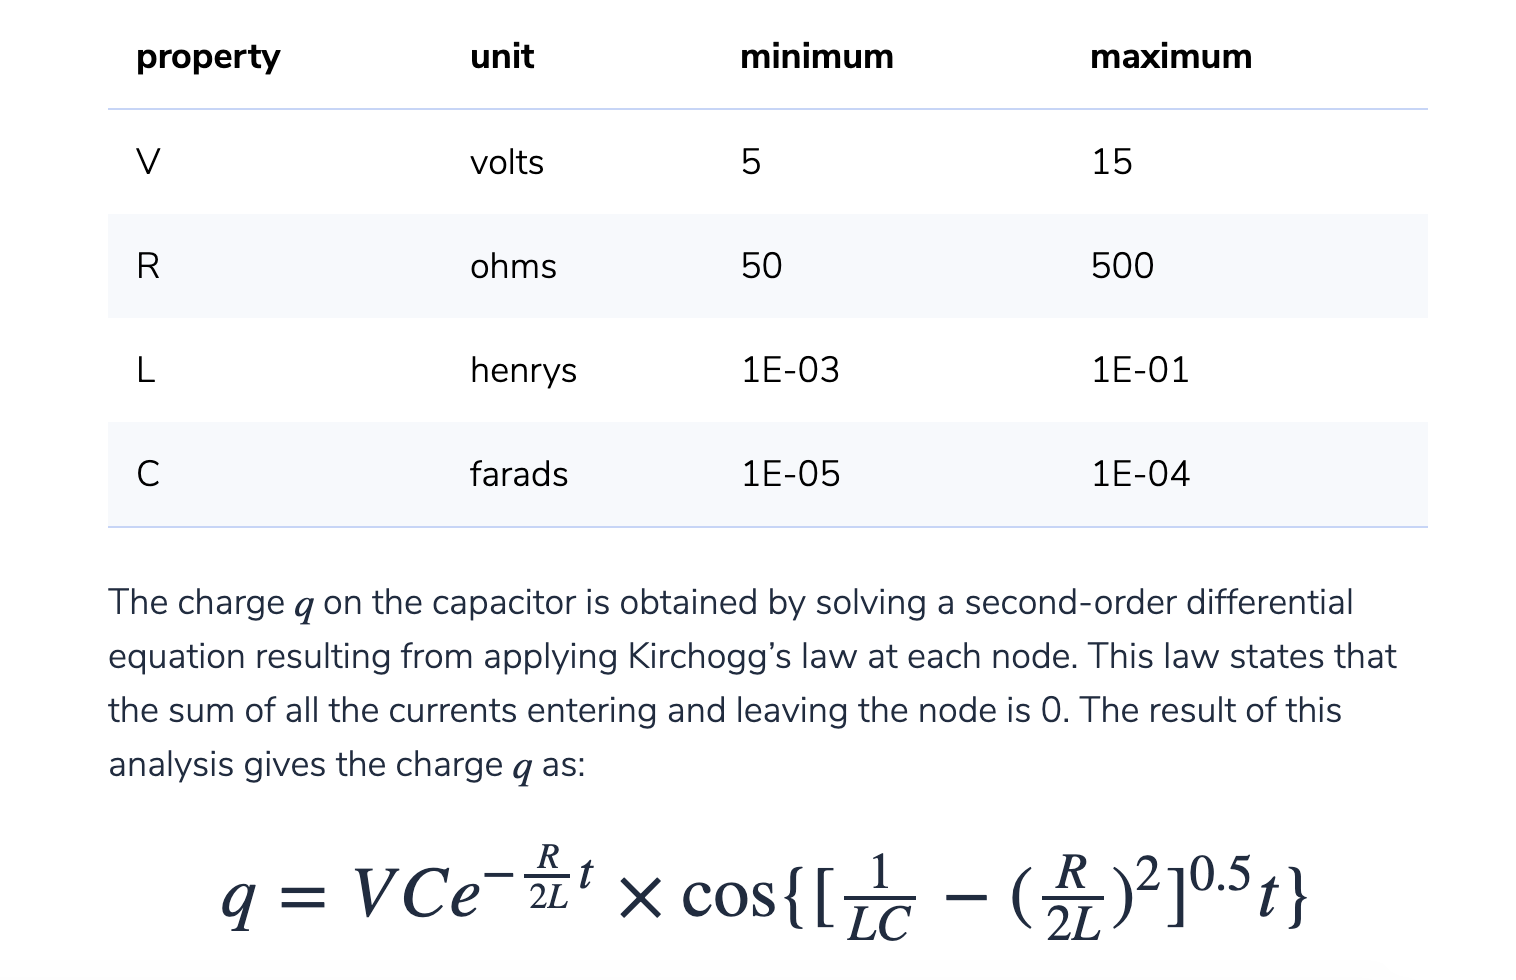 property unit minimum maximum
V volts 5 15
R ohms 50 500
L henrys 1E-03 1E-01
C farads 1E-05 1E-04
The charge q on the capacitor is obtained by solving a second-order differential
equation resulting from applying Kirchogg’s law at each node. This law states that
the sum of all the currents entering and leaving the node is 0. The result of this
analysis gives the charge q as:
q = VCe^{-\frac{R}{2L}t} × cos{[\frac{1}{LC} − (\frac{R}{2L})^2]^{0.5}t}